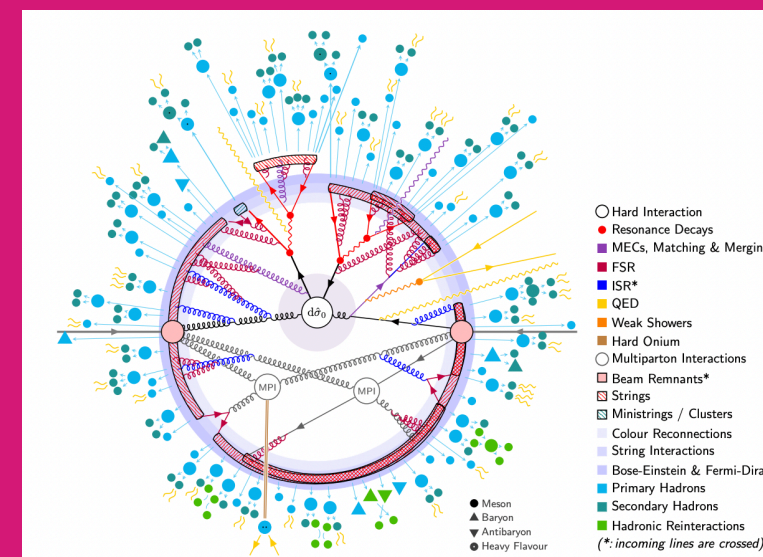 dσ̂₀
MPI
MPI
Hard Interaction
Resonance Decays
MECs, Matching & Mergin
FSR
ISR*
QED
Weak Showers
Hard Onium
Multiparton Interactions
Beam Remnants*
Strings
Ministrings / Clusters
Colour Reconnections
String Interactions
Bose-Einstein & Fermi-Dira
Primary Hadrons
Secondary Hadrons
Hadronic Reinteractions
(*: incoming lines are crossed)
Meson
Baryon
Antibaryon
Heavy Flavour